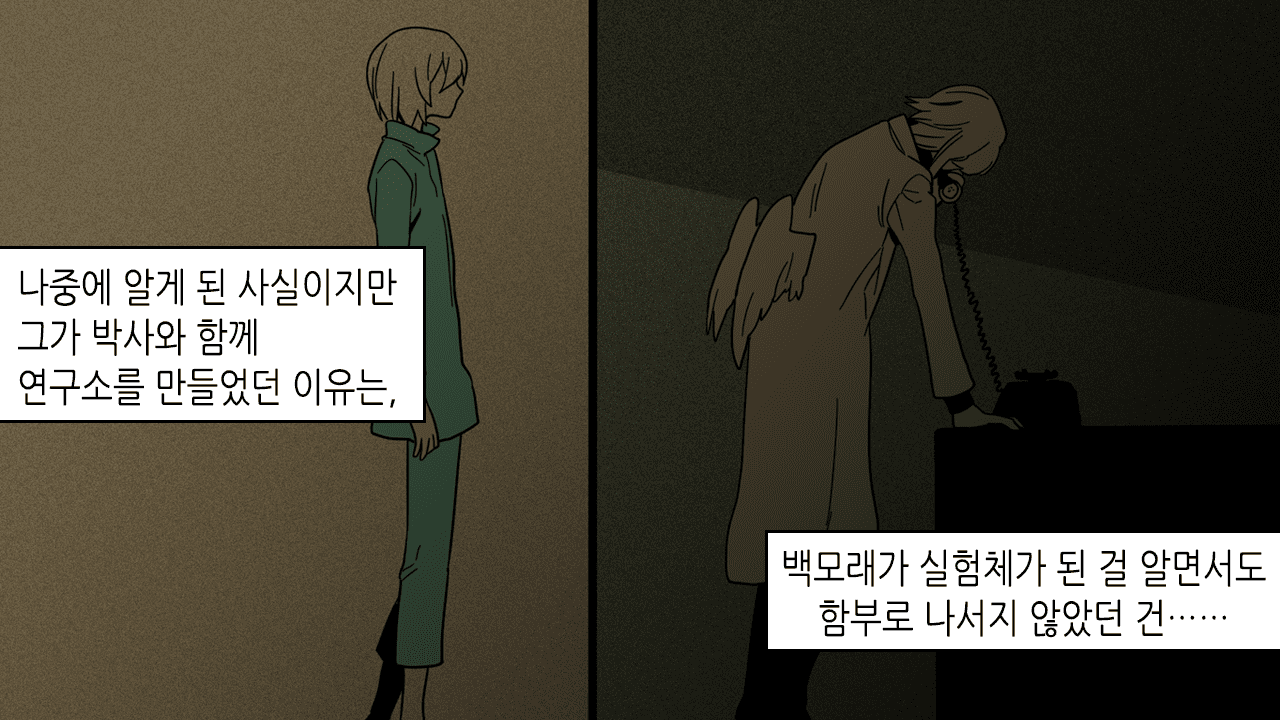 나중에 알게 된 사실이지만
그가 박사와 함께
연구소를 만들었던 이유는,
백모래가 실험체가 된 걸 알면서도
함부로 나서지 않았던 건……